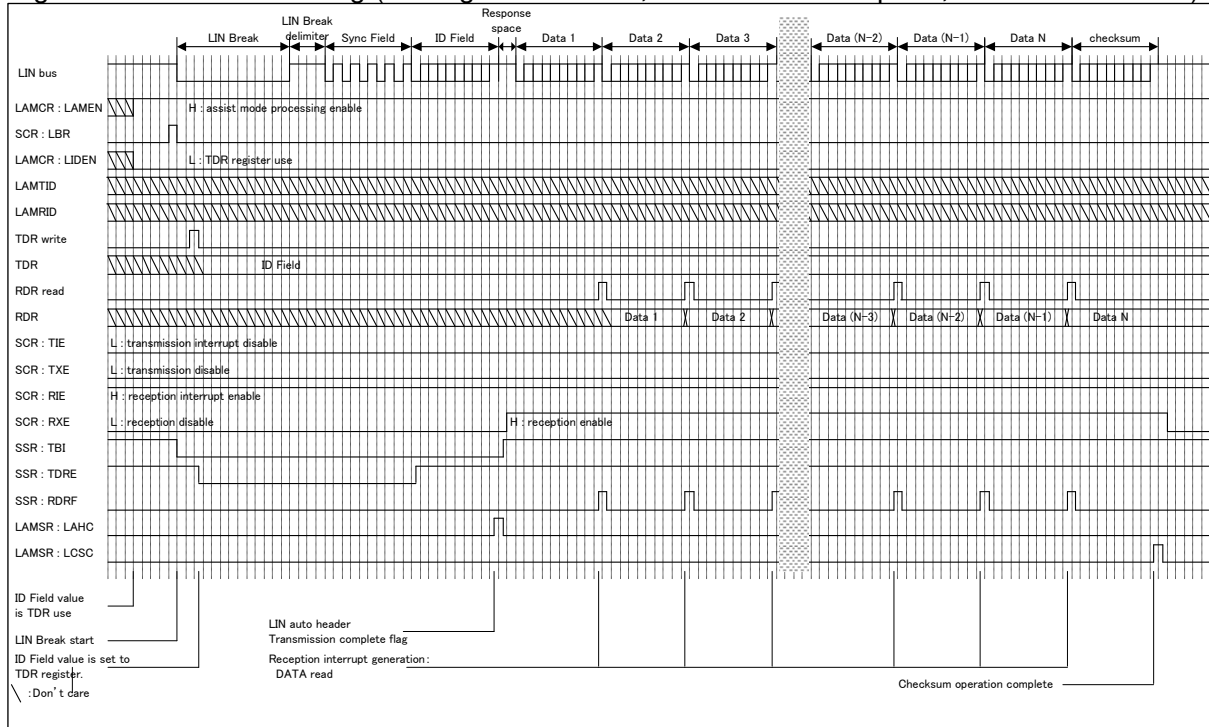 Response
LIN Break
delimiter
space
LIN Break
Sync Field
ID Field
Data 1
Data 2
Data 3
Data (N-2)
Data (N-1)
Data N
checksum
LIN bus
LAMCR : LAMEN
H : assist mode processing enable
SCR : LBR
LAMCR : LIDEN
L : TDR register use
LAMTID
LAMRID
TDR write
TDR
ID Field
RDR read
RDR
Data 1
Data 2
Data (N-3)
Data (N-2)
Data (N-1)
Data N
SCR : TIE
L : transmission interrupt disable
SCR : TXE
L : transmission disable
SCR : RIE
H : reception interrupt enable
SCR : RXE
L : reception disable
H : reception enable
SSR : TBI
SSR : TDRE
SSR : RDRF
LAMSR : LAHC
LAMSR : LCSC
ID Field value
is TDR use
LIN Break start
ID Field value is set to
TDR register.
\ :Don't care
LIN auto header
Transmission complete flag
Reception interrupt generation:
DATA read
Checksum operation complete